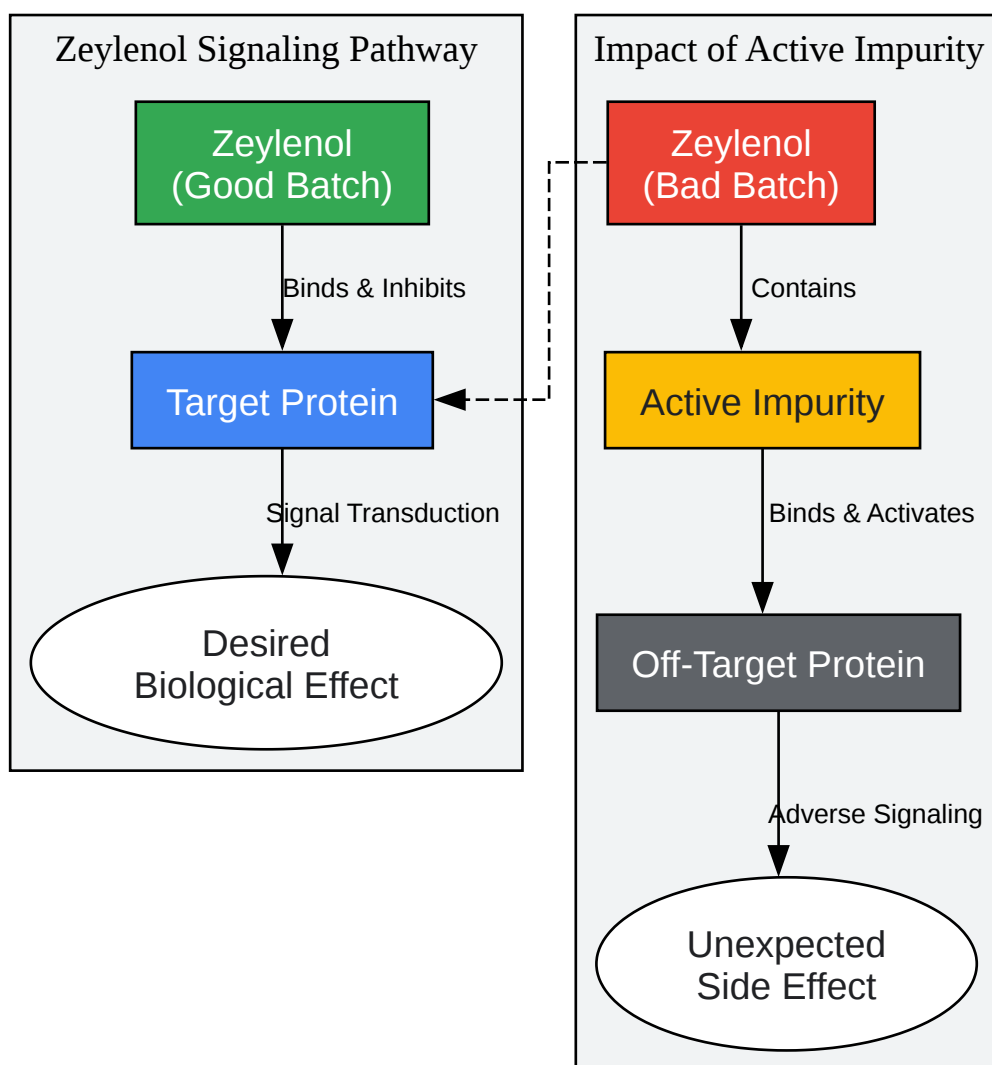 Zeylenol Signaling Pathway
Zeylenol
(Good Batch)
Binds & Inhibits
Target Protein
Signal Transduction
Desired
Biological Effect
Impact of Active Impurity
Zeylenol
(Bad Batch)
Contains
Active Impurity
Binds & Activates
Off-Target Protein
Adverse Signaling
Unexpected
Side Effect